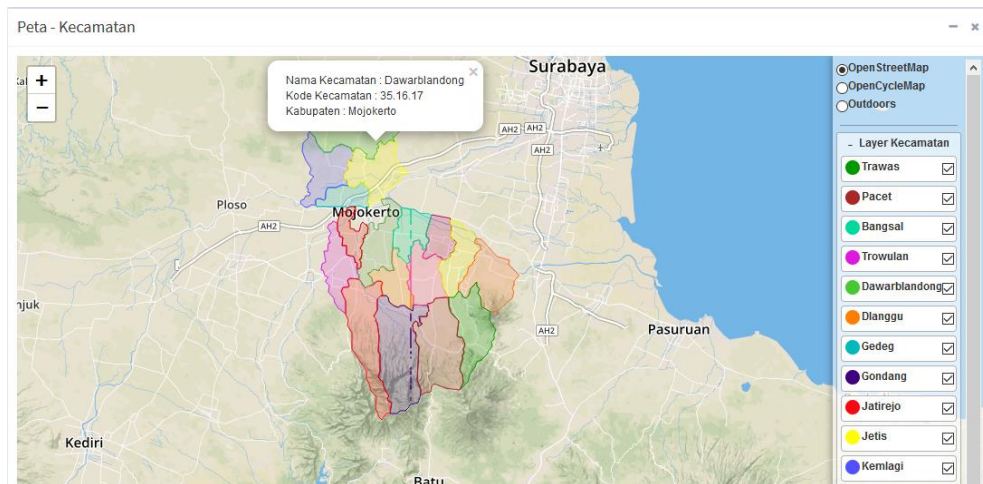 Peta - Kecamatan
− ×
+
−
Nama Kecamatan : Dawarblandong ×
Kode Kecamatan : 35.16.17
Kabupaten : Mojokerto
Surabaya
AH2
AH2
AH2
Ploso
Mojokerto
AH2
njuk
AH2
Pasuruan
Kediri
Batu
OpenStreetMap
OpenCycleMap
Outdoors
- Layer Kecamatan
Trawas
Pacet
Bangsal
Trowulan
Dawarblandong
Dlanggu
Gedeg
Gondang
Jatirejo
Jetis
Kemlagi